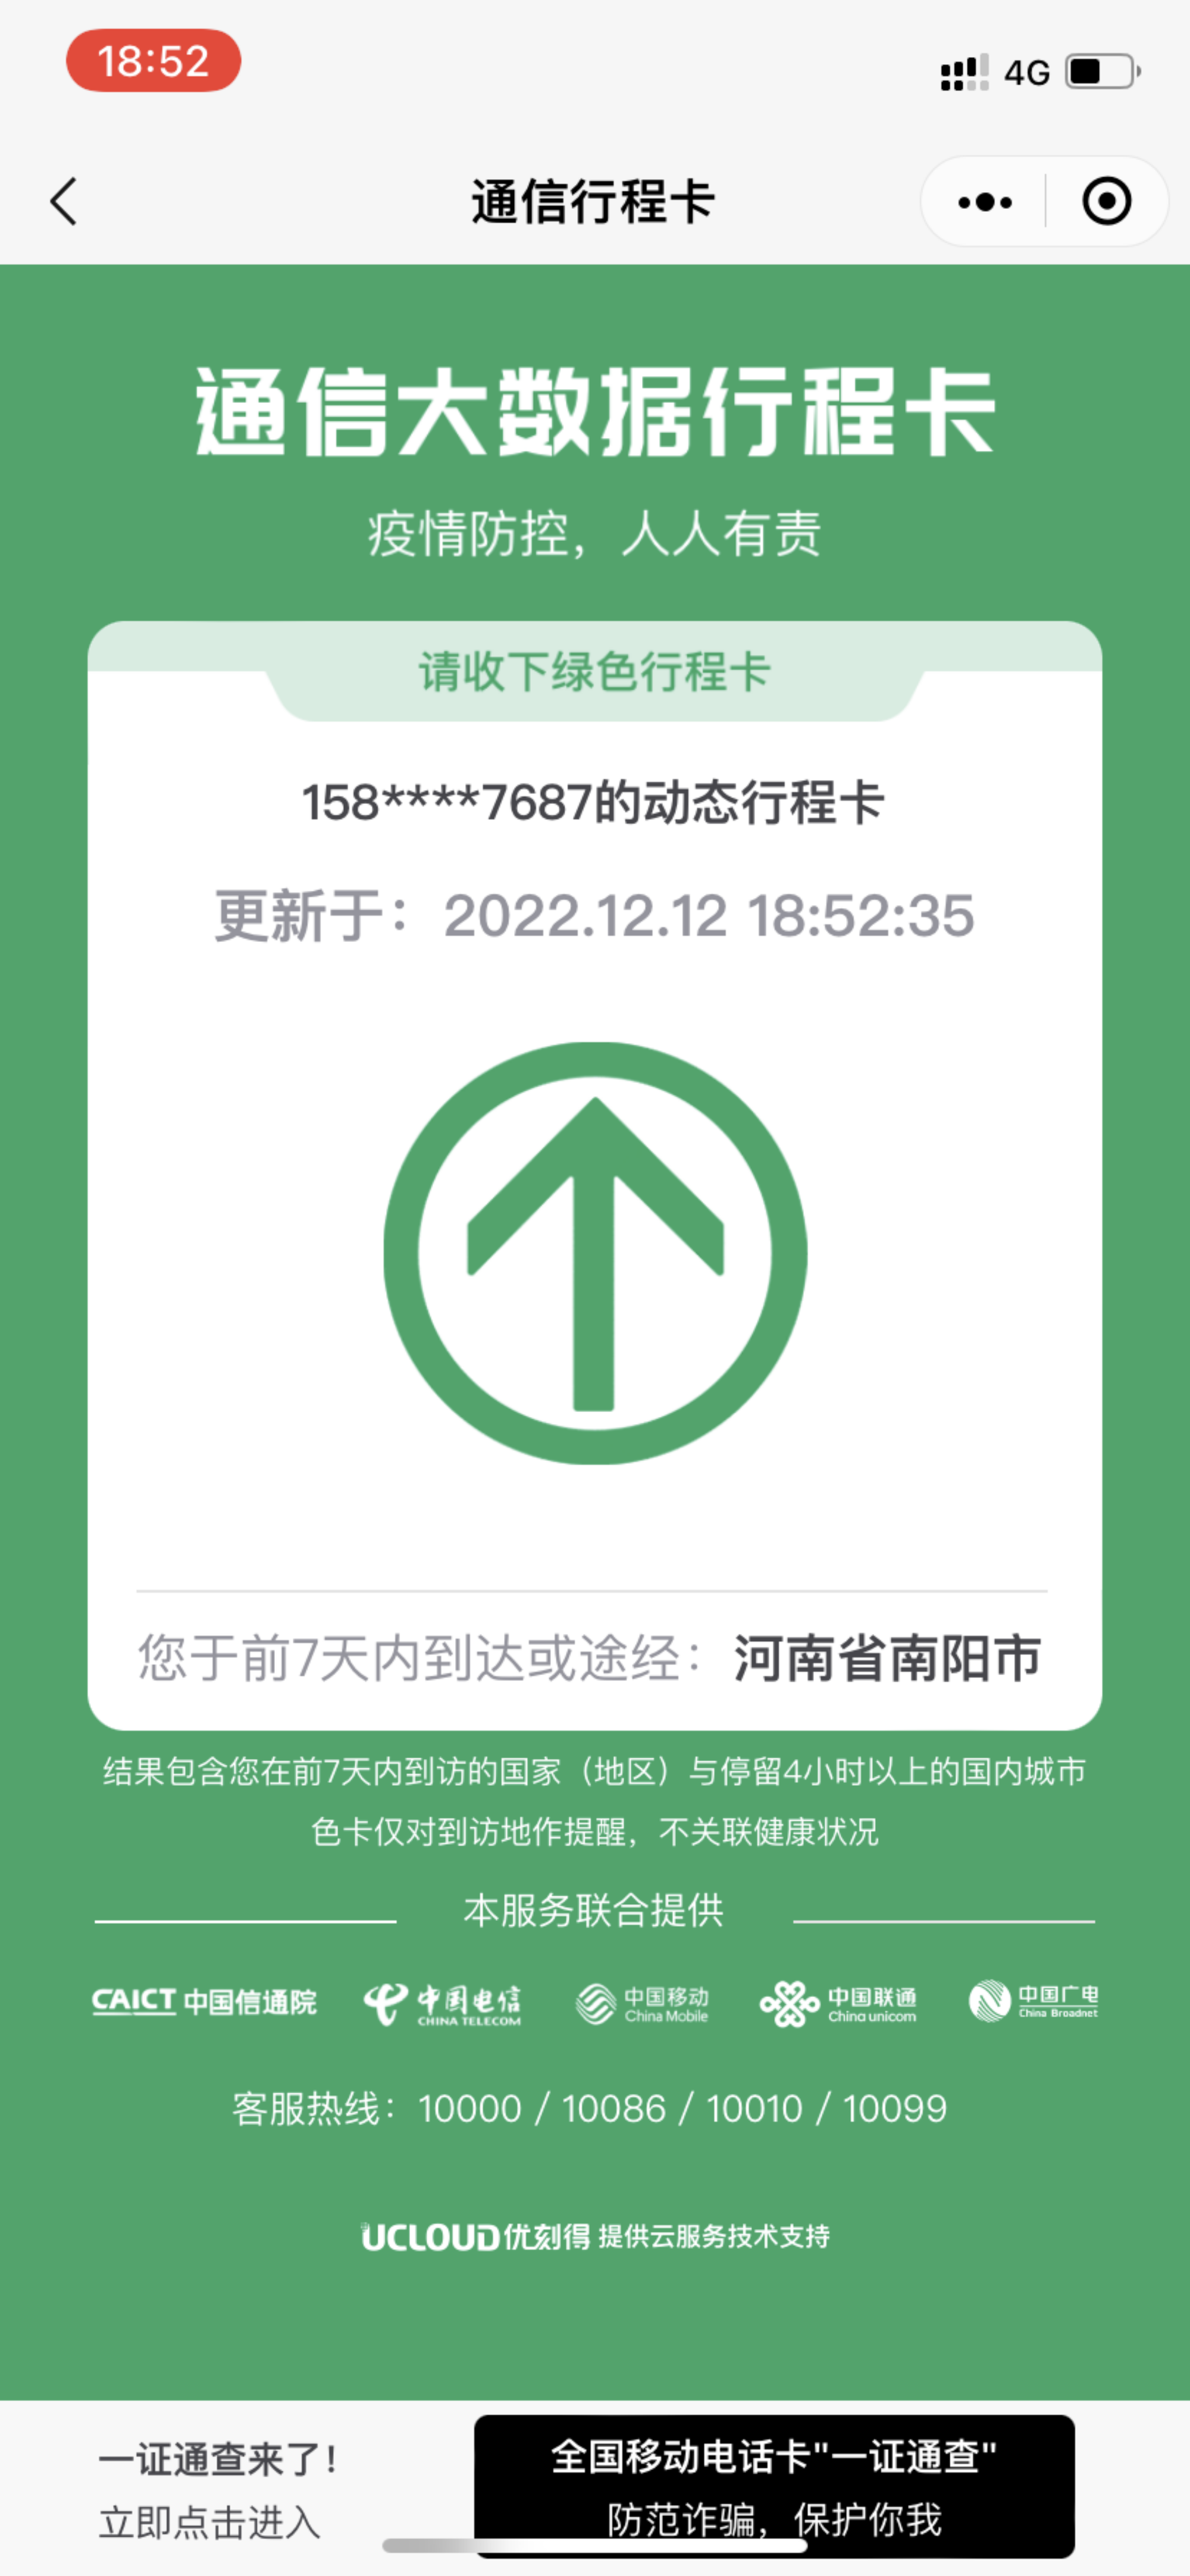 18:52
4G
通信行程卡
通信大数据行程卡
疫情防控，人人有责
请收下绿色行程卡
158****7687的动态行程卡
更新于：2022.12.12 18:52:35
您于前7天内到达或途经：河南省南阳市
结果包含您在前7天内到访的国家（地区）与停留4小时以上的国内城市
色卡仅对到访地作提醒，不关联健康状况
本服务联合提供
CAICT 中国信通院 中国电信 CHINA TELECOM 中国移动 China Mobile 中国联通 China unicom 中国广电 China Broadnet
客服热线：10000 / 10086 / 10010 / 10099
UCLOUD优刻得 提供云服务技术支持
一证通查来了！
立即点击进入
全国移动电话卡"一证通查"
防范诈骗，保护你我